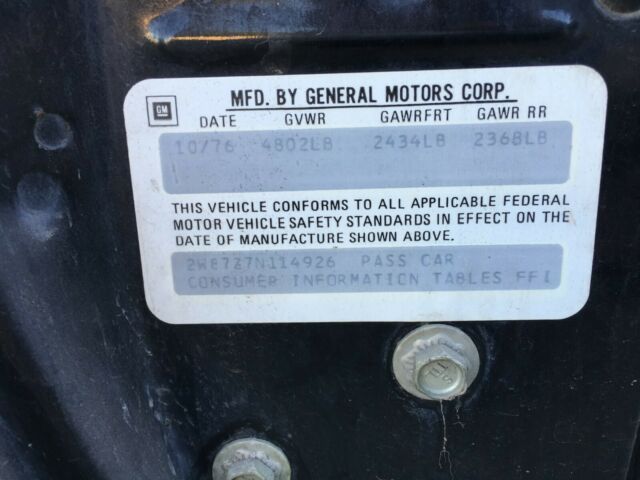 MFD. BY GENERAL MOTORS CORP.
GM
DATE GVWR GAWRFRT GAWR RR
10/76 4802LB 2434LB 2368LB
THIS VEHICLE CONFORMS TO ALL APPLICABLE FEDERAL
MOTOR VEHICLE SAFETY STANDARDS IN EFFECT ON THE
DATE OF MANUFACTURE SHOWN ABOVE.
2W87Z7N114926 PASS CAR
CONSUMER INFORMATION TABLES FFI